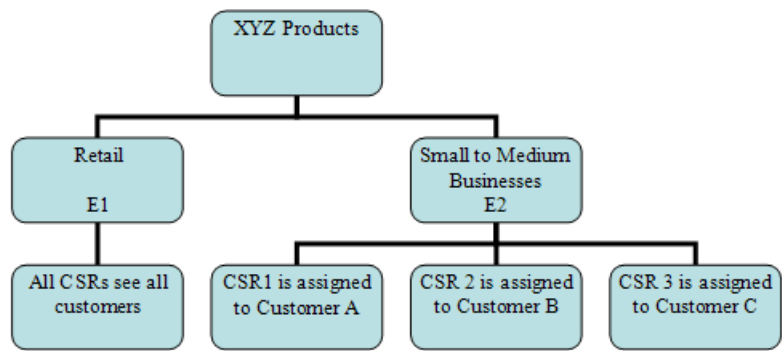 XYZ Products
Retail
E1
Small to Medium
Businesses
E2
All CSRs see all
customers
CSR1 is assigned
to Customer A
CSR 2 is assigned
to Customer B
CSR 3 is assigned
to Customer C